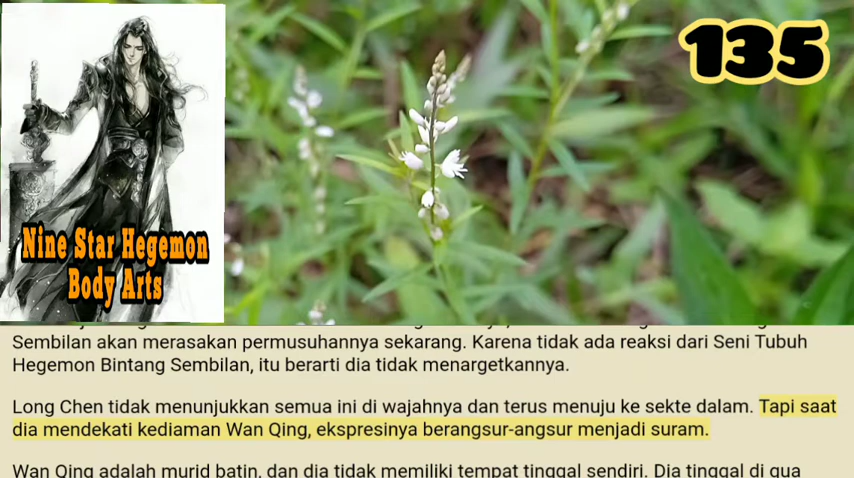 135
Nine Star Hegemon
Body Arts
Sembilan akan merasakan permusuhannya sekarang. Karena tidak ada reaksi dari Seni Tubuh
Hegemon Bintang Sembilan, itu berarti dia tidak menargetkannya.
Long Chen tidak menunjukkan semua ini di wajahnya dan terus menuju ke sekte dalam. Tapi saat
dia mendekati kediaman Wan Qing, ekspresinya berangsur-angsur menjadi suram.
Wan Qing adalah murid batin, dan dia tidak memiliki tempat tinggal sendiri. Dia tinggal di gua